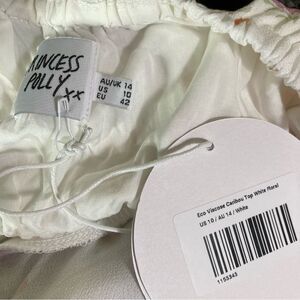 PRINCESS
POLLY
xx
AU/UK 14
US 10
EU 42
Eco Viscose Caribou Top White floral
US 10 / AU 14 / White
1155343